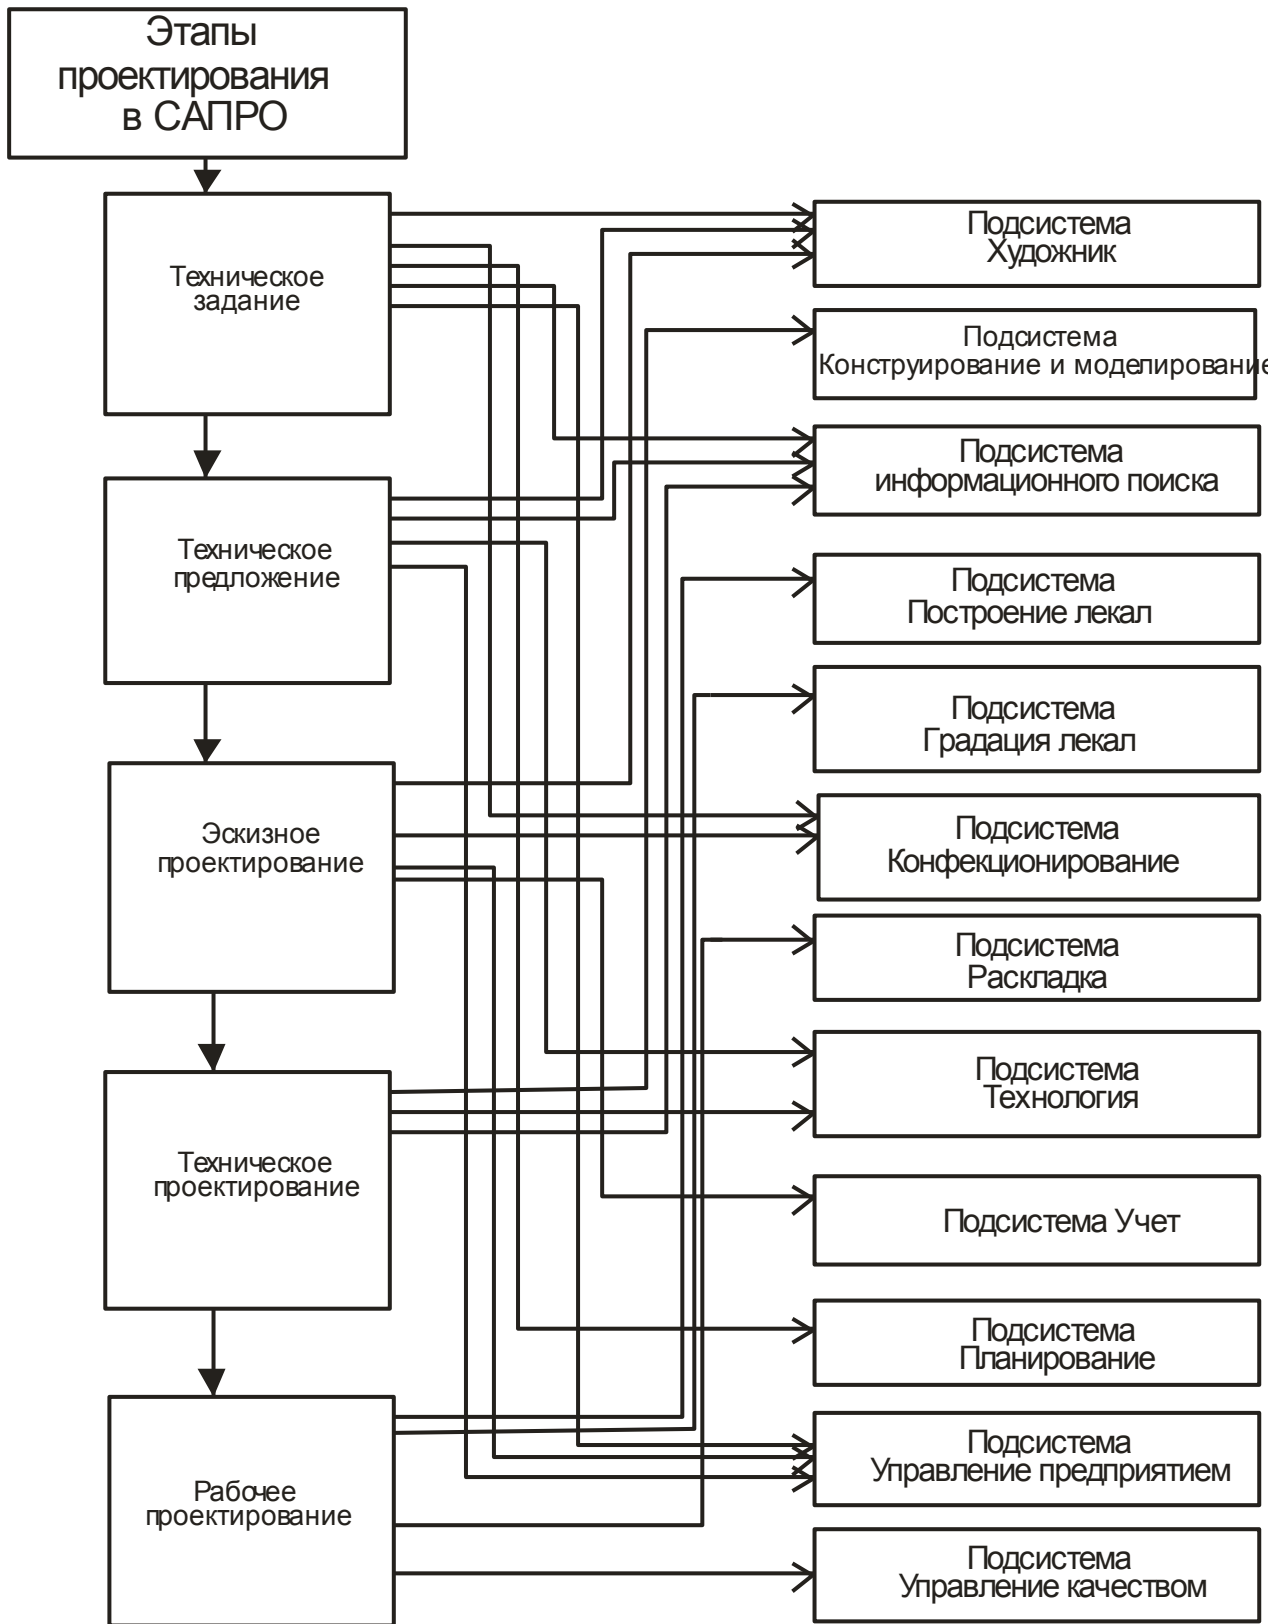 Этапы
проектирования
в САПРО
Техническое
задание
Техническое
предложение
Эскизное
проектирование
Техническое
проектирование
Рабочее
проектирование
Подсистема
Художник
Подсистема
Конструирование и моделирование
Подсистема
информационного поиска
Подсистема
Построение лекал
Подсистема
Градация лекал
Подсистема
Конфекционирование
Подсистема
Раскладка
Подсистема
Технология
Подсистема Учет
Подсистема
Планирование
Подсистема
Управление предприятием
Подсистема
Управление качеством